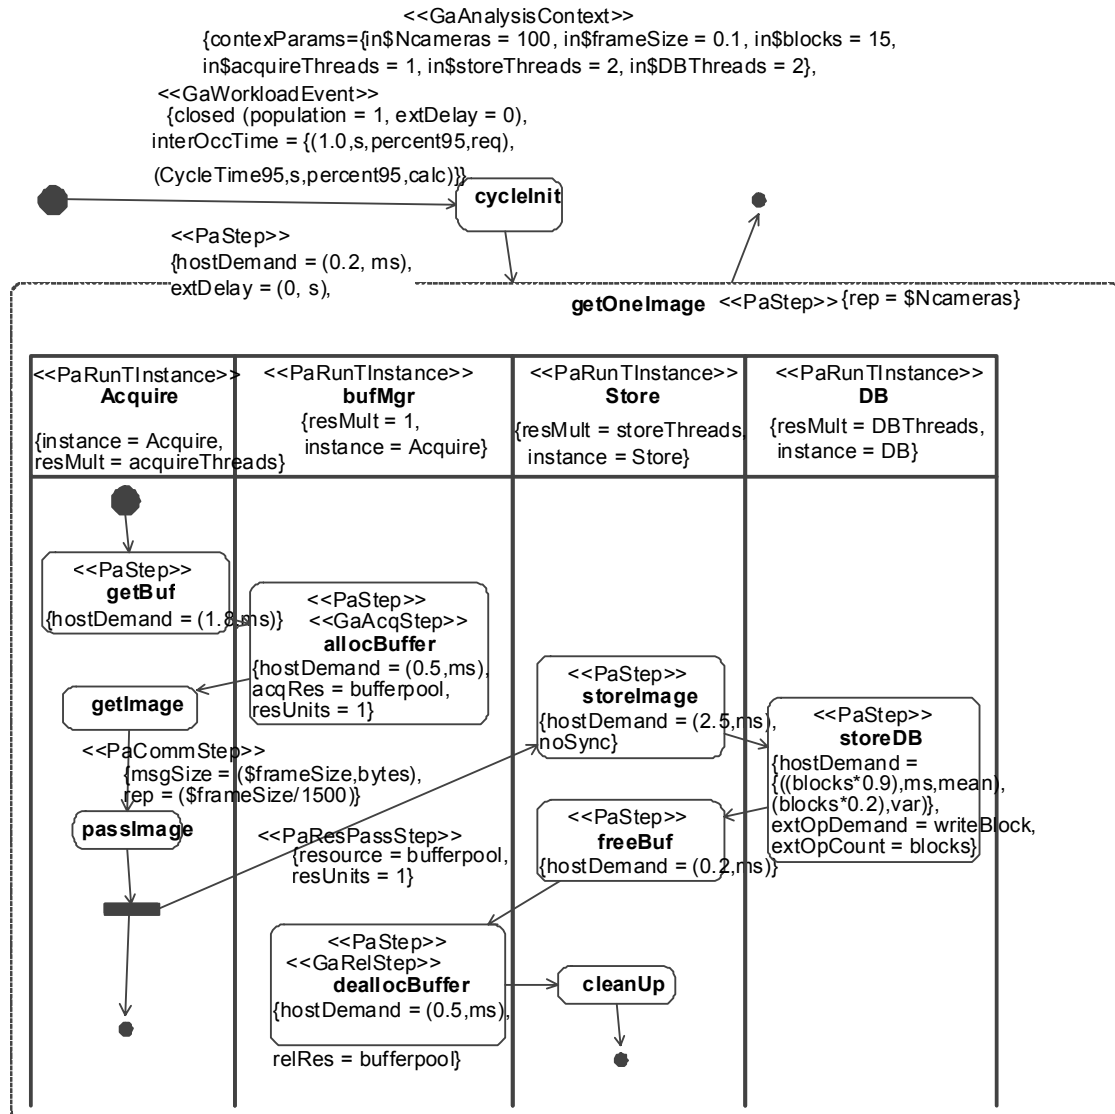 <<GaAnalysisContext>>
{contexParams={in$Ncameras = 100, in$frameSize = 0.1, in$blocks = 15,
in$acquireThreads = 1, in$storeThreads = 2, in$DBThreads = 2},
<<GaWorkloadEvent>>
{closed (population = 1, extDelay = 0),
interOccTime = {(1.0,s,percent95,req),
(CycleTime95,s,percent95,calc)}}
cycleInit
<<PaStep>>
{hostDemand = (0.2, ms),
extDelay = (0, s),
getOneImage <<PaStep>> {rep = $Ncameras}
<<PaRunTInstance>>
Acquire
{instance = Acquire,
resMult = acquireThreads}
<<PaRunTInstance>>
bufMgr
{resMult = 1,
instance = Acquire}
<<PaRunTInstance>>
Store
{resMult = storeThreads,
instance = Store}
<<PaRunTInstance>>
DB
{resMult = DBThreads,
instance = DB}
<<PaStep>>
getBuf
{hostDemand = (1.8,ms)}
<<PaStep>>
<<GaAcqStep>>
allocBuffer
{hostDemand = (0.5,ms),
acqRes = bufferpool,
resUnits = 1}
getImage
<<PaCommStep>>
{msgSize = ($frameSize,bytes),
rep = ($frameSize/1500)}
passImage
<<PaResPassStep>>
{resource = bufferpool,
resUnits = 1}
<<PaStep>>
storeImage
{hostDemand = (2.5,ms),
noSync}
<<PaStep>>
storeDB
{hostDemand =
{((blocks*0.9),ms,mean),
(blocks*0.2),var)},
extOpDemand = writeBlock,
extOpCount = blocks}
<<PaStep>>
freeBuf
{hostDemand = (0.2,ms)}
<<PaStep>>
<<GaRelStep>>
deallocBuffer
{hostDemand = (0.5,ms),
relRes = bufferpool}
cleanUp